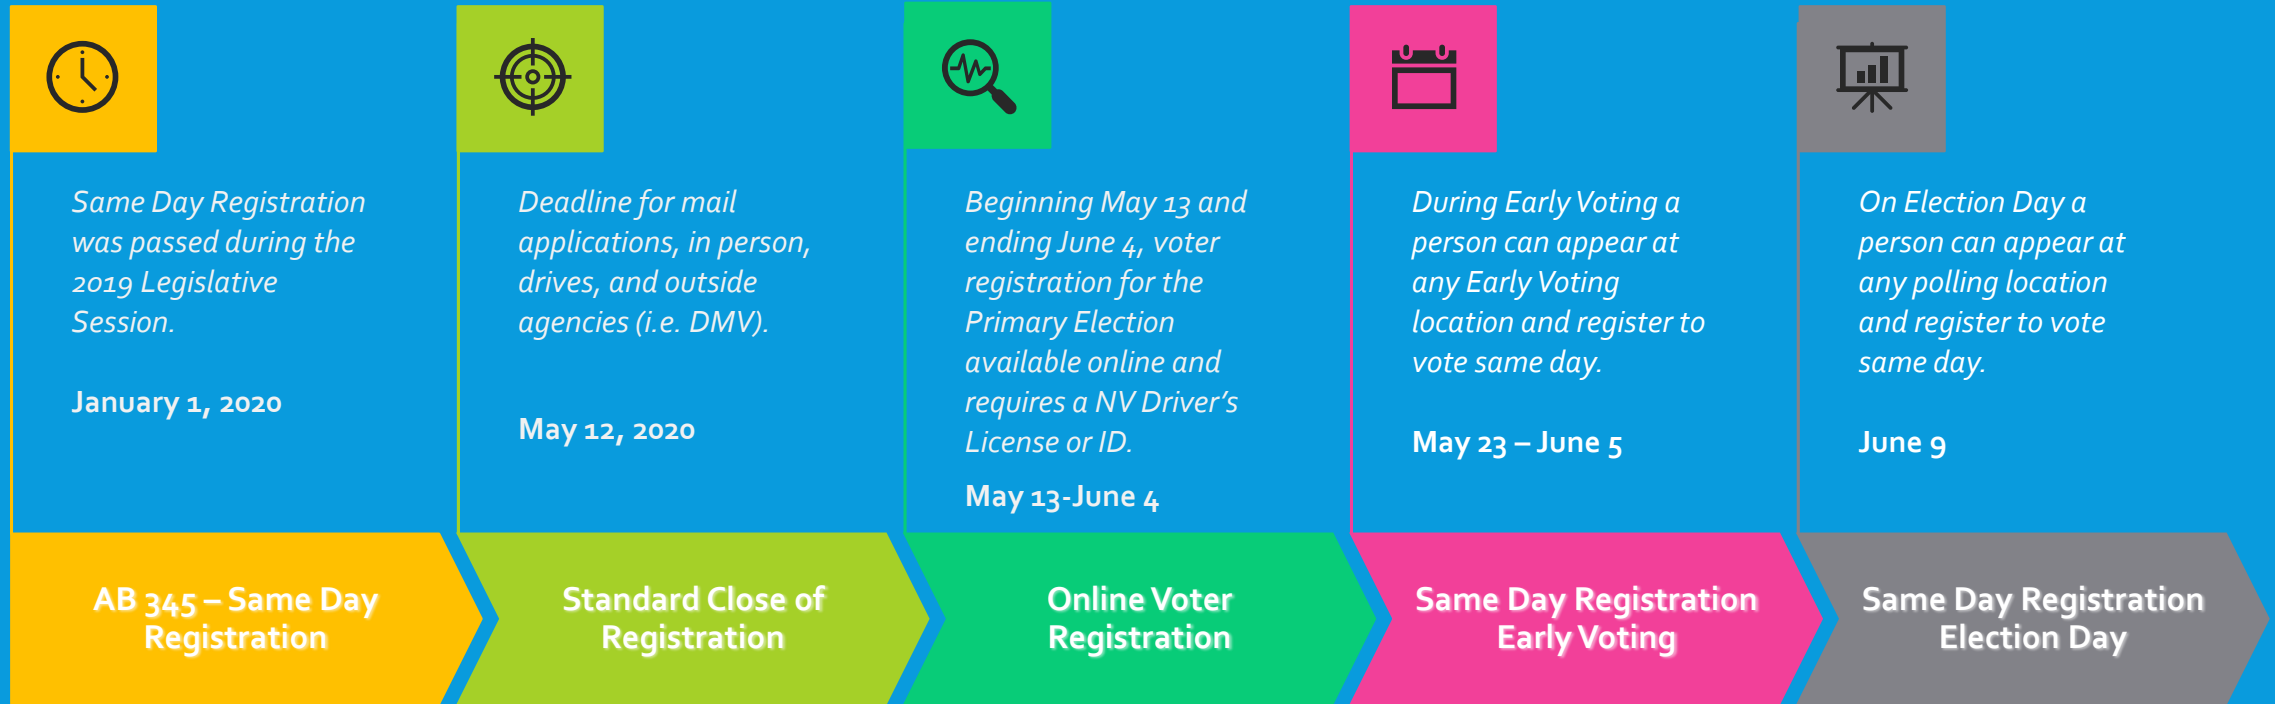 Same Day Registration
was passed during the
2019 Legislative
Session.
January 1, 2020
AB 345 – Same Day
Registration
Deadline for mail
applications, in person,
drives, and outside
agencies (i.e. DMV).
May 12, 2020
Standard Close of
Registration
Beginning May 13 and
ending June 4, voter
registration for the
Primary Election
available online and
requires a NV Driver’s
License or ID.
May 13-June 4
Online Voter
Registration
During Early Voting a
person can appear at
any Early Voting
location and register to
vote same day.
May 23 – June 5
Same Day Registration
Early Voting
On Election Day a
person can appear at
any polling location
and register to vote
same day.
June 9
Same Day Registration
Election Day